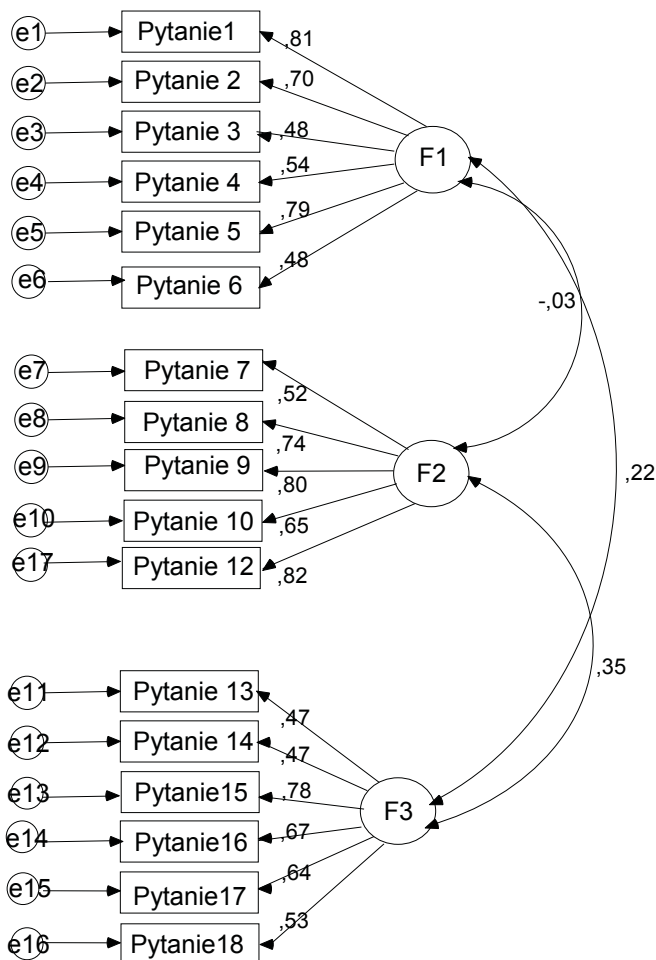 e1 Pytanie1 ,81
e2 Pytanie 2 ,70
e3 Pytanie 3 ,48
F1
e4 Pytanie 4 ,54
e5 Pytanie 5 ,79
e6 Pytanie 6 ,48
-,03
e7 Pytanie 7 ,52
e8 Pytanie 8 ,74
e9 Pytanie 9 ,80
F2
,22
e10 Pytanie 10 ,65
e17 Pytanie 12 ,82
,35
e11 Pytanie 13 ,47
e12 Pytanie 14 ,47
e13 Pytanie15 ,78
F3
e14 Pytanie16 ,67
e15 Pytanie17 ,64
e16 Pytanie18 ,53